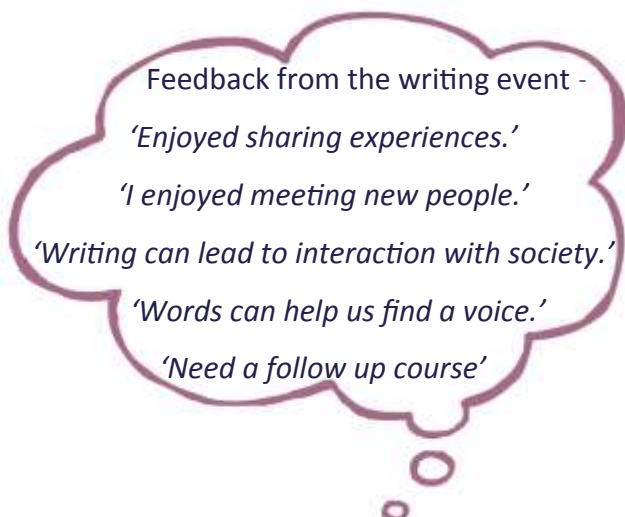 Feedback from the writing event -
‘Enjoyed sharing experiences.’
‘I enjoyed meeting new people.’
‘Writing can lead to interaction with society.’
‘Words can help us find a voice.’
‘Need a follow up course’